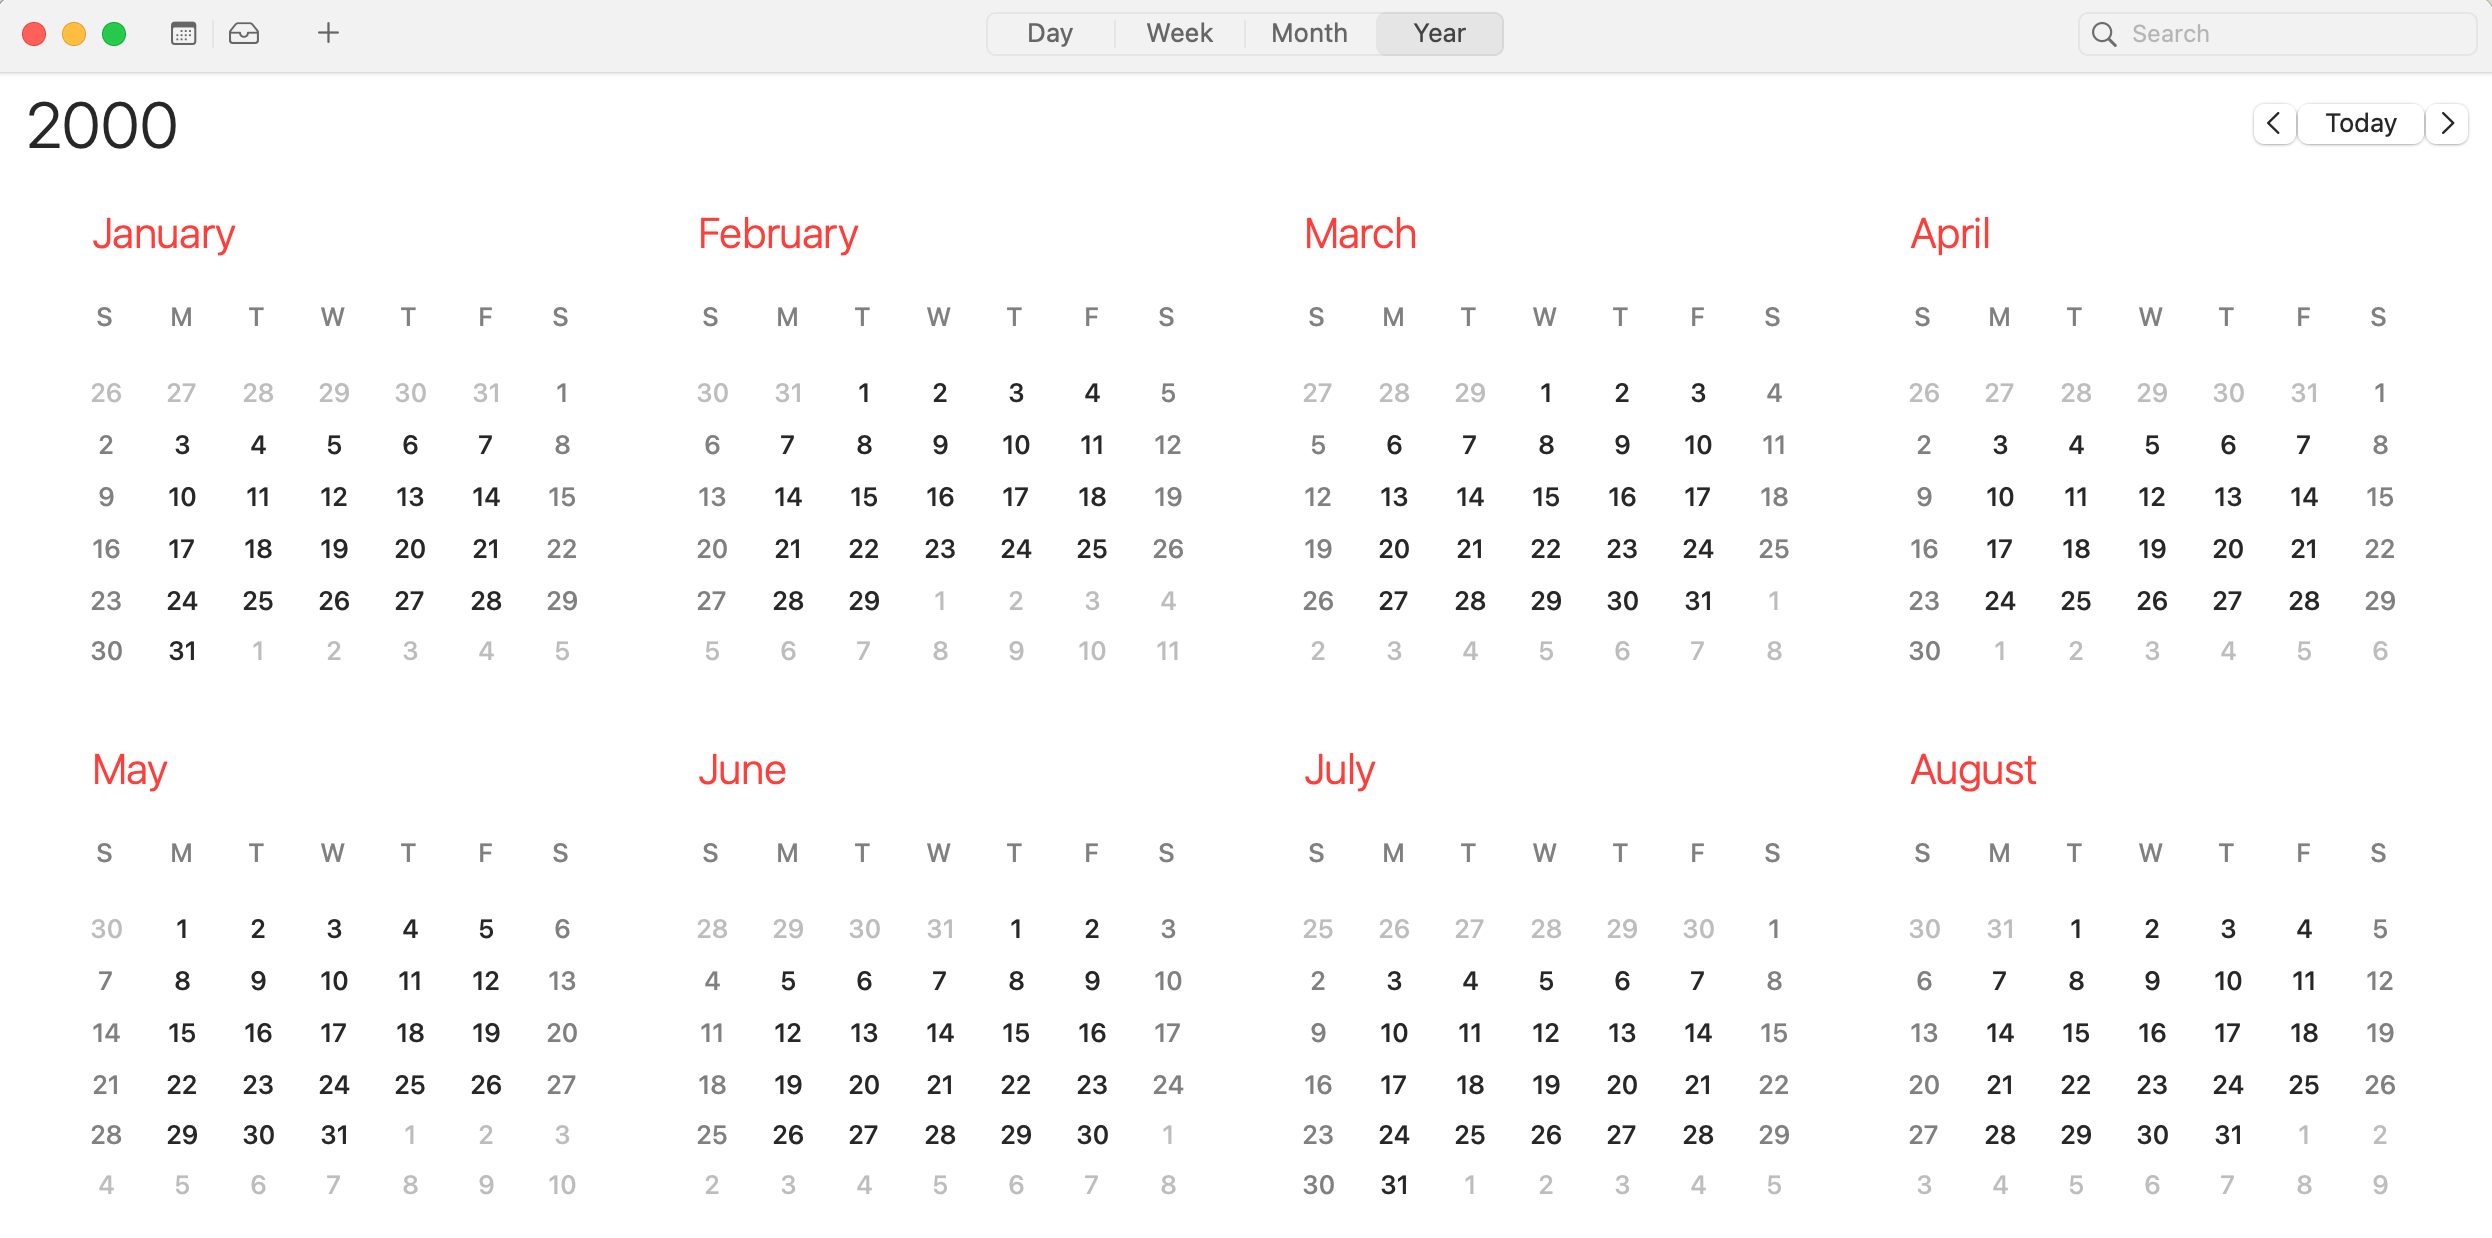 Day Week Month Year Search
2000 Today
January February March April
S M T W T F S S M T W T F S S M T W T F S S M T W T F S
26 27 28 29 30 31 1 30 31 1 2 3 4 5 27 28 29 1 2 3 4 26 27 28 29 30 31 1
2 3 4 5 6 7 8 6 7 8 9 10 11 12 5 6 7 8 9 10 11 2 3 4 5 6 7 8
9 10 11 12 13 14 15 13 14 15 16 17 18 19 12 13 14 15 16 17 18 9 10 11 12 13 14 15
16 17 18 19 20 21 22 20 21 22 23 24 25 26 19 20 21 22 23 24 25 16 17 18 19 20 21 22
23 24 25 26 27 28 29 27 28 29 1 2 3 4 26 27 28 29 30 31 1 23 24 25 26 27 28 29
30 31 1 2 3 4 5 5 6 7 8 9 10 11 2 3 4 5 6 7 8 30 1 2 3 4 5 6
May June July August
S M T W T F S S M T W T F S S M T W T F S S M T W T F S
30 1 2 3 4 5 6 28 29 30 31 1 2 3 25 26 27 28 29 30 1 30 31 1 2 3 4 5
7 8 9 10 11 12 13 4 5 6 7 8 9 10 2 3 4 5 6 7 8 6 7 8 9 10 11 12
14 15 16 17 18 19 20 11 12 13 14 15 16 17 9 10 11 12 13 14 15 13 14 15 16 17 18 19
21 22 23 24 25 26 27 18 19 20 21 22 23 24 16 17 18 19 20 21 22 20 21 22 23 24 25 26
28 29 30 31 1 2 3 25 26 27 28 29 30 1 23 24 25 26 27 28 29 27 28 29 30 31 1 2
4 5 6 7 8 9 10 2 3 4 5 6 7 8 30 31 1 2 3 4 5 3 4 5 6 7 8 9